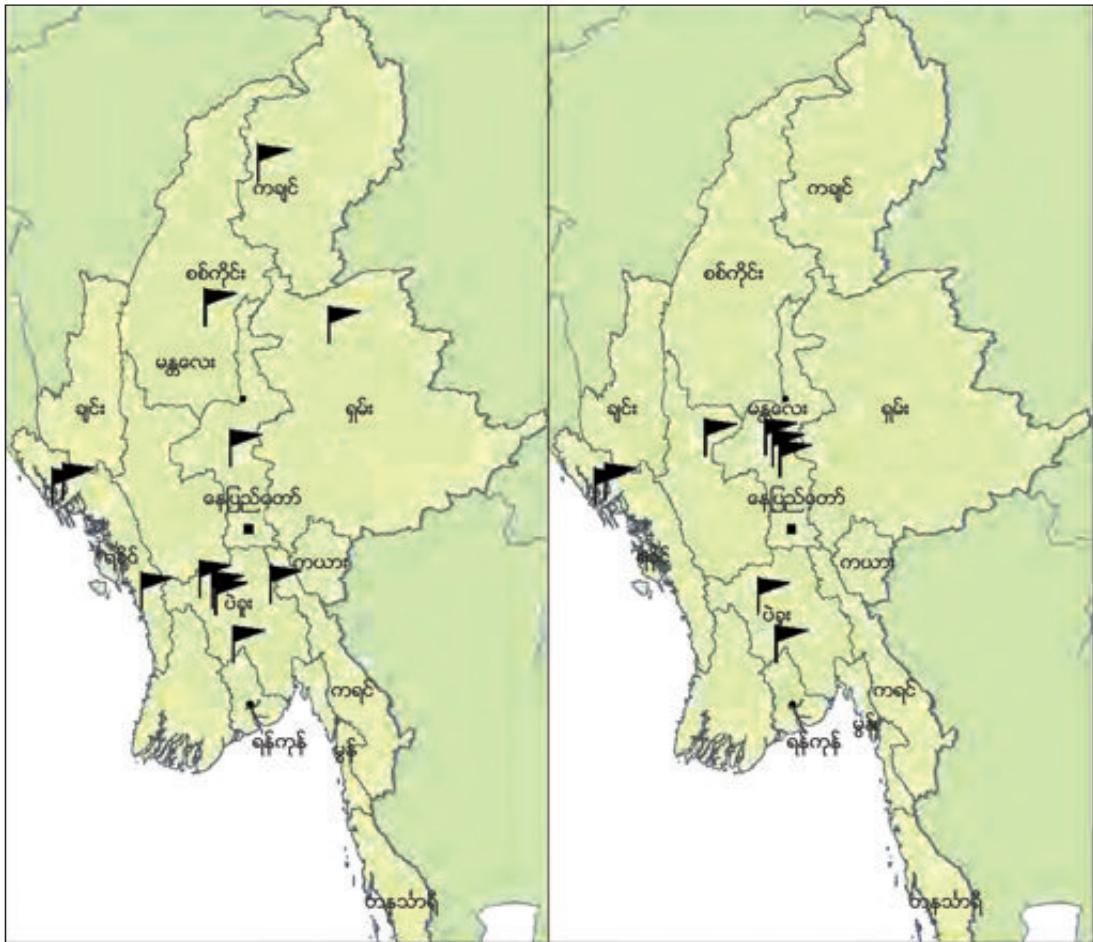 ကချင်
စစ်ကိုင်း
မန္တလေး
ချင်း
ရှမ်း
နေပြည်တော်
ရခိုင်
ကယား
ပဲခူး
ကရင်
ရန်ကုန်
မွန်
တနင်္သာရီ
ကချင်
စစ်ကိုင်း
ချင်း
မန္တလေး
ရှမ်း
နေပြည်တော်
ကယား
ပဲခူး
ကရင်
ရန်ကုန်
တနင်္သာရီ